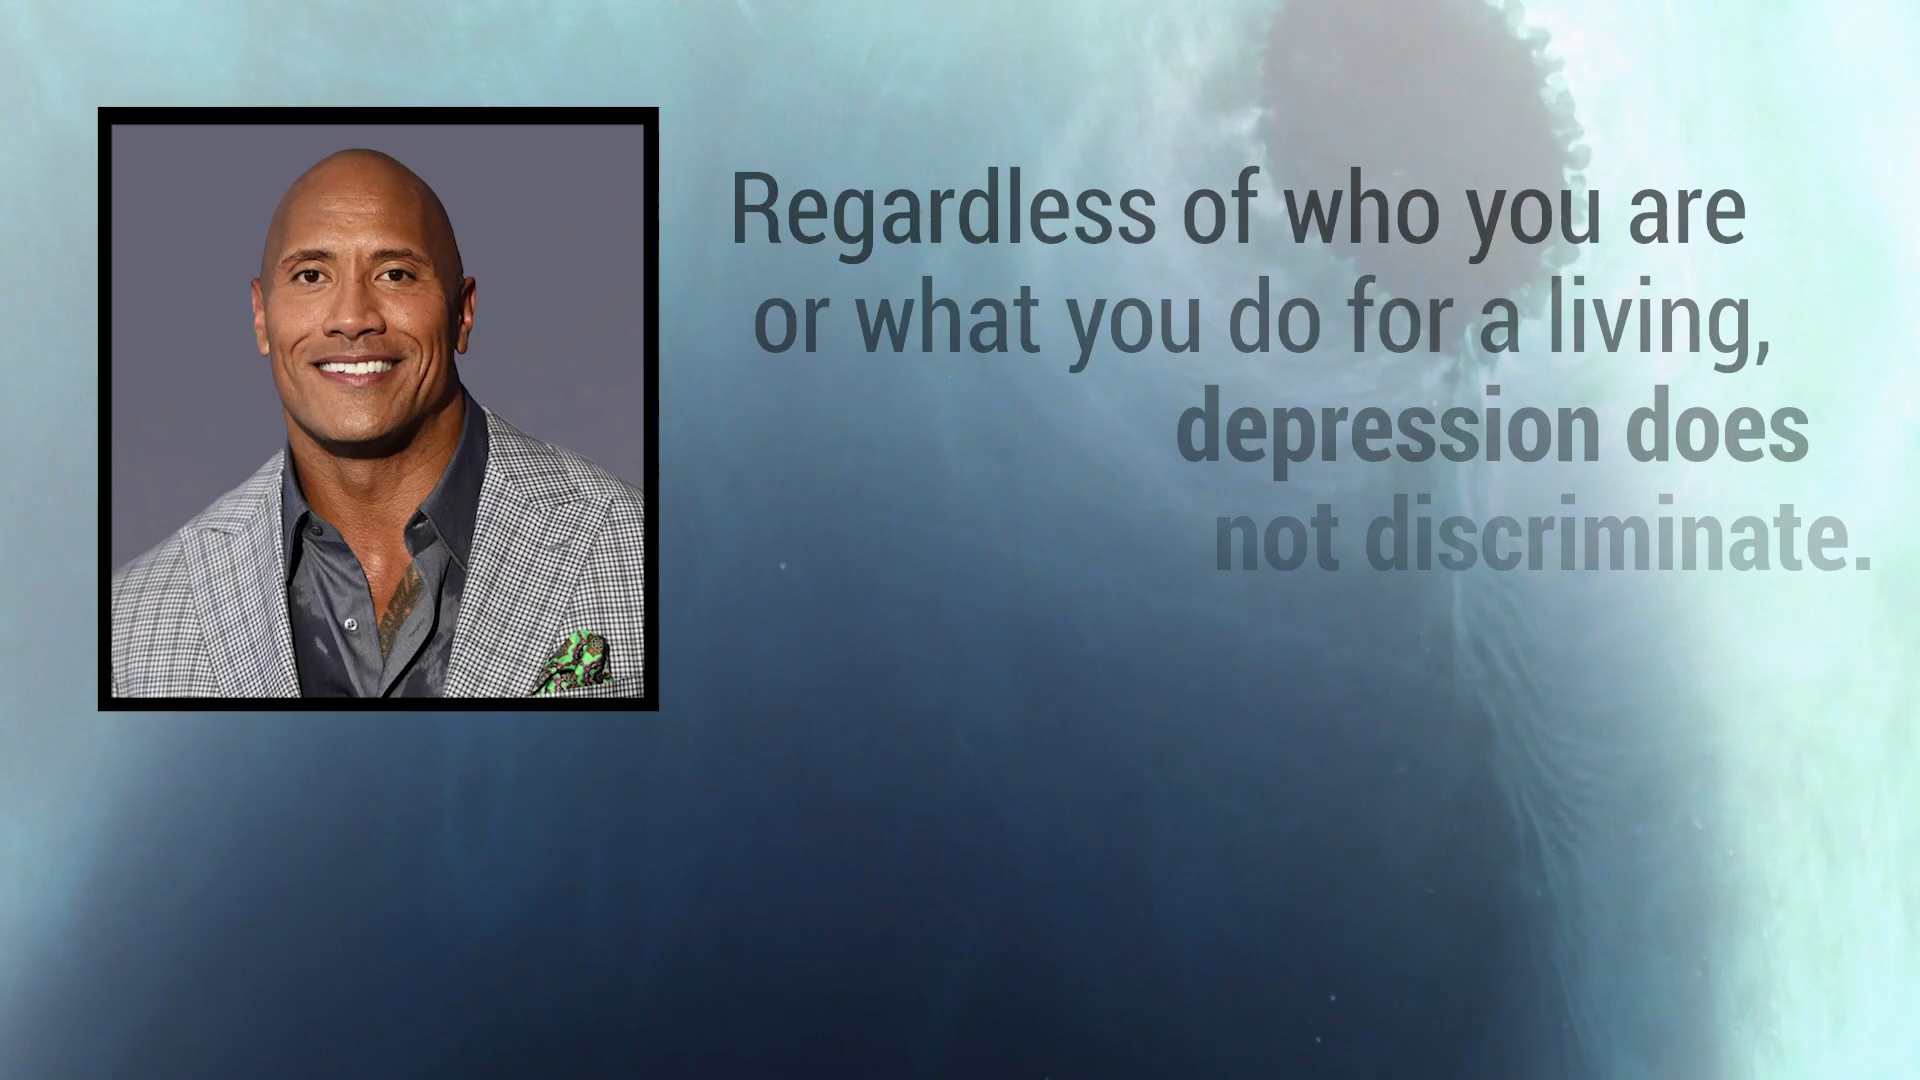 Regardless of who you are
or what you do for a living,
depression does
not discriminate.